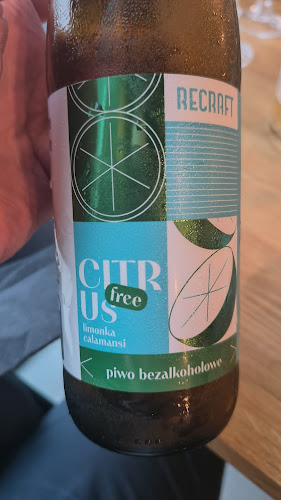 RECRAFT
CITR
US
free
limonka
calamansi
piwo bezalkoholowe